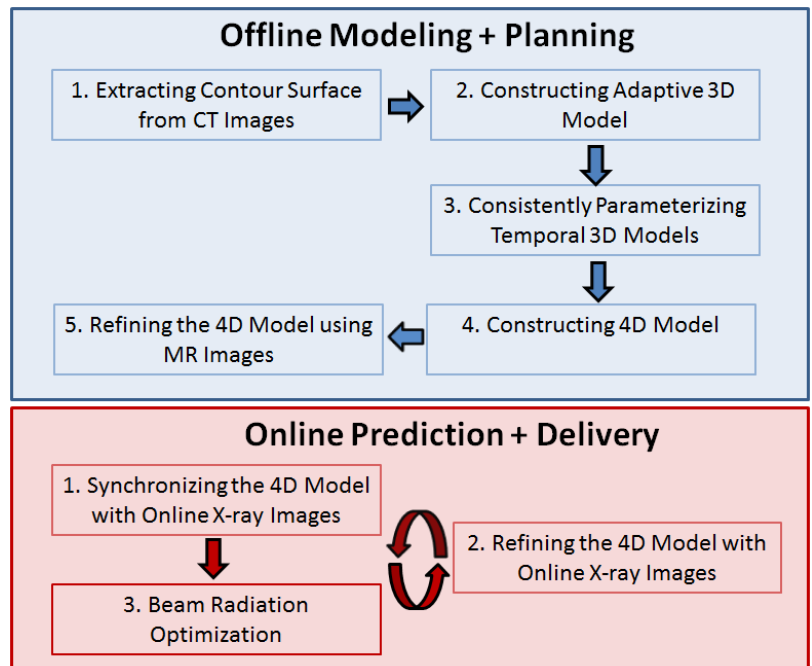 Offline Modeling + Planning
1. Extracting Contour Surface
from CT Images
2. Constructing Adaptive 3D
Model
3. Consistently Parameterizing
Temporal 3D Models
4. Constructing 4D Model
5. Refining the 4D Model using
MR Images
Online Prediction + Delivery
1. Synchronizing the 4D Model
with Online X-ray Images
2. Refining the 4D Model with
Online X-ray Images
3. Beam Radiation
Optimization